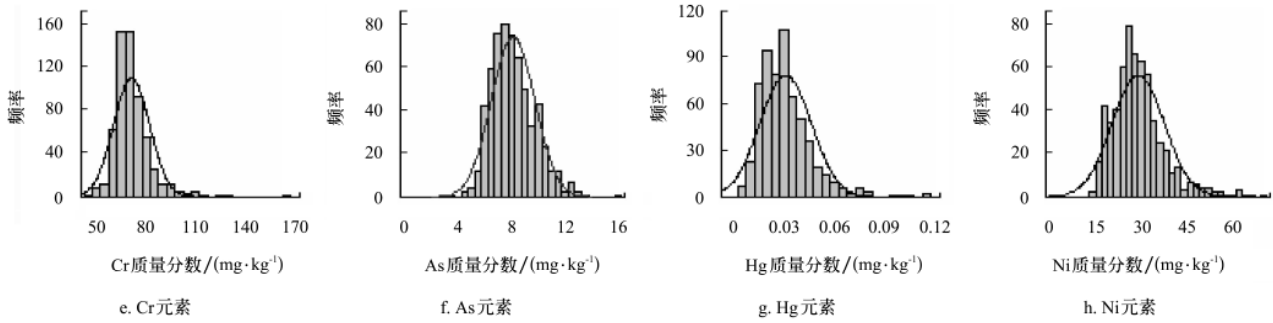 频率
160
120
80
40
0
50 80 110 140 170
Cr质量分数/(mg·kg⁻¹)
e. Cr元素
频率
80
60
40
20
0
0 4 8 12 16
As质量分数/(mg·kg⁻¹)
f. As元素
频率
120
90
60
30
0
0 0.03 0.06 0.09 0.12
Hg质量分数/(mg·kg⁻¹)
g. Hg元素
频率
80
60
40
20
0
0 15 30 45 60
Ni质量分数/(mg·kg⁻¹)
h. Ni元素